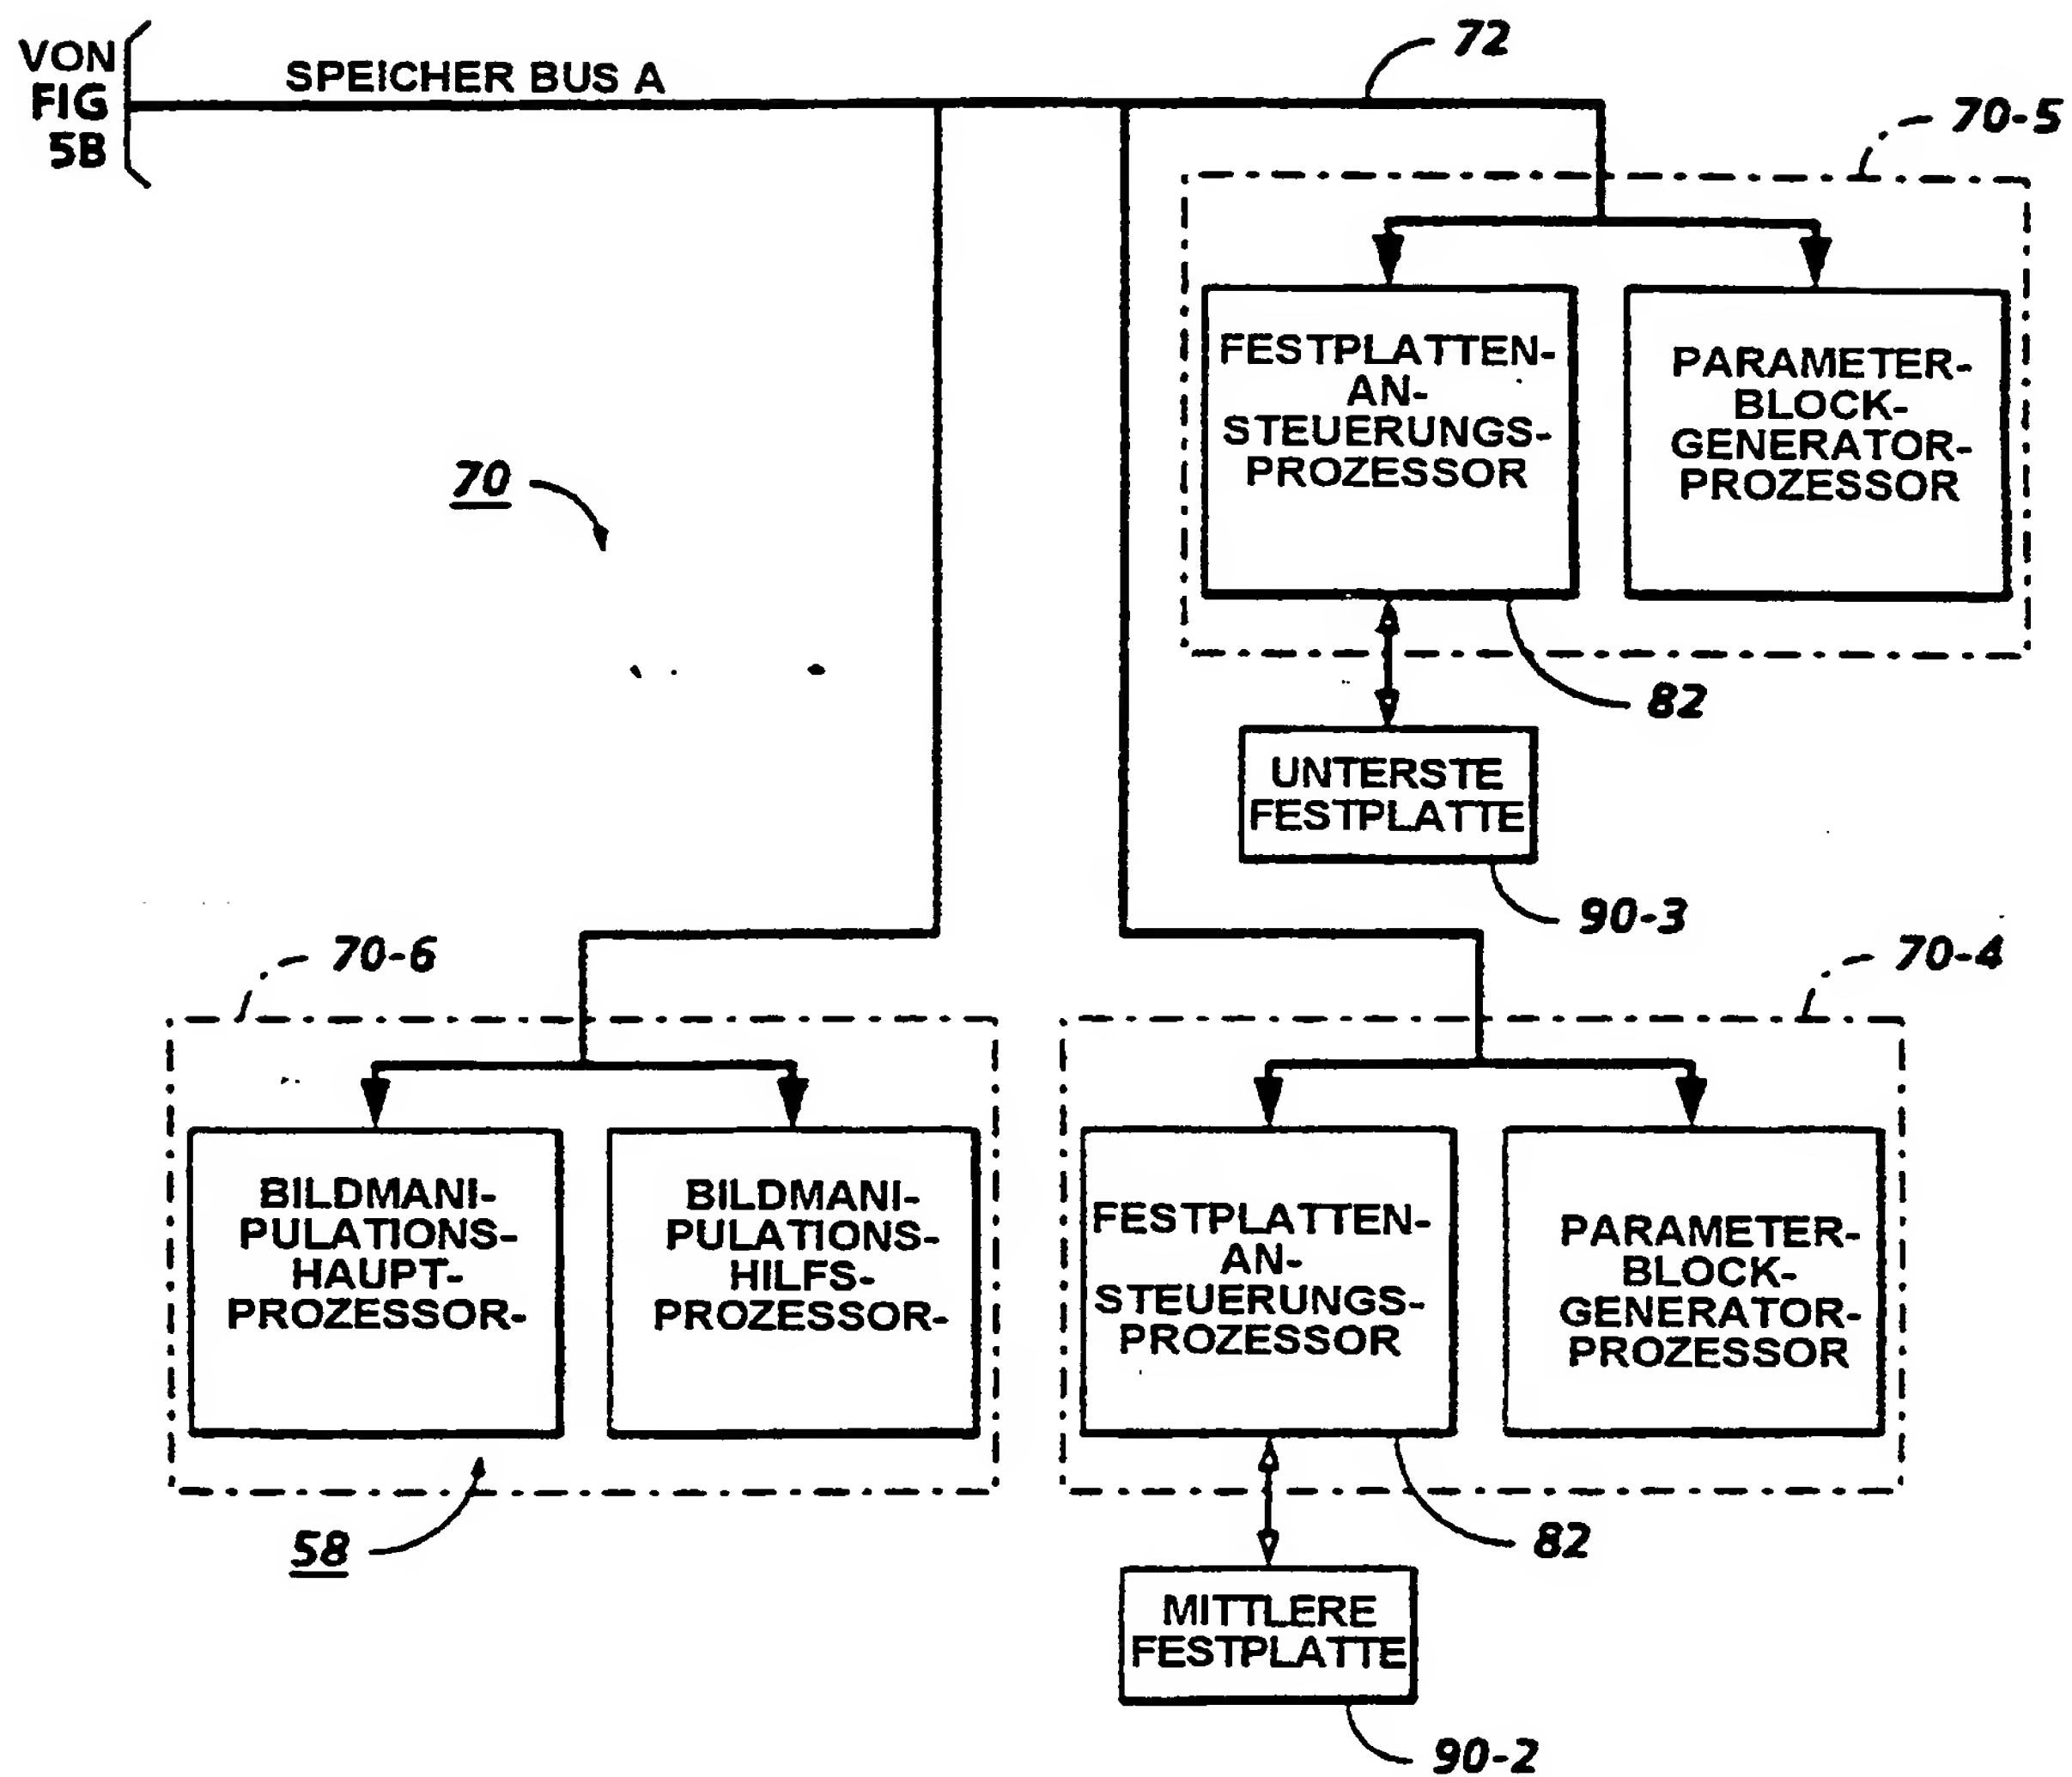 VON
FIG
5B
SPEICHER BUS A
72
70-5
FESTPLATTEN-
AN-
STEUERUNGS-
PROZESSOR
PARAMETER-
BLOCK-
GENERATOR-
PROZESSOR
70
82
UNTERSTE
FESTPLATTE
90-3
70-6
70-4
BILDMANI-
PULATIONS-
HAUPT-
PROZESSOR-
BILDMANI-
PULATIONS-
HILFS-
PROZESSOR-
FESTPLATTEN-
AN-
STEUERUNGS-
PROZESSOR
PARAMETER-
BLOCK-
GENERATOR-
PROZESSOR
58
82
MITTLERE
FESTPLATTE
90-2